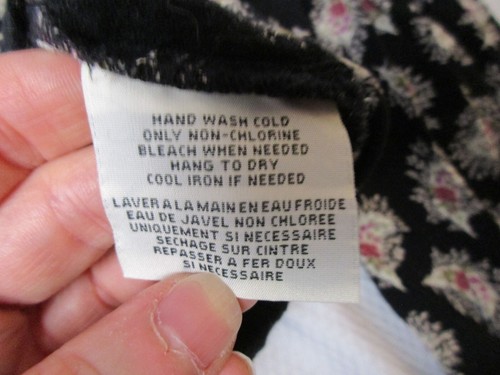 HAND WASH COLD
ONLY NON-CHLORINE
BLEACH WHEN NEEDED
HANG TO DRY
COOL IRON IF NEEDED
LAVER A LA MAIN EN EAU FROIDE
EAU DE JAVEL NON CHLOREE
UNIQUEMENT SI NECESSAIRE
SECHAGE SUR CINTRE
REPASSER A FER DOUX
SI NECESSAIRE